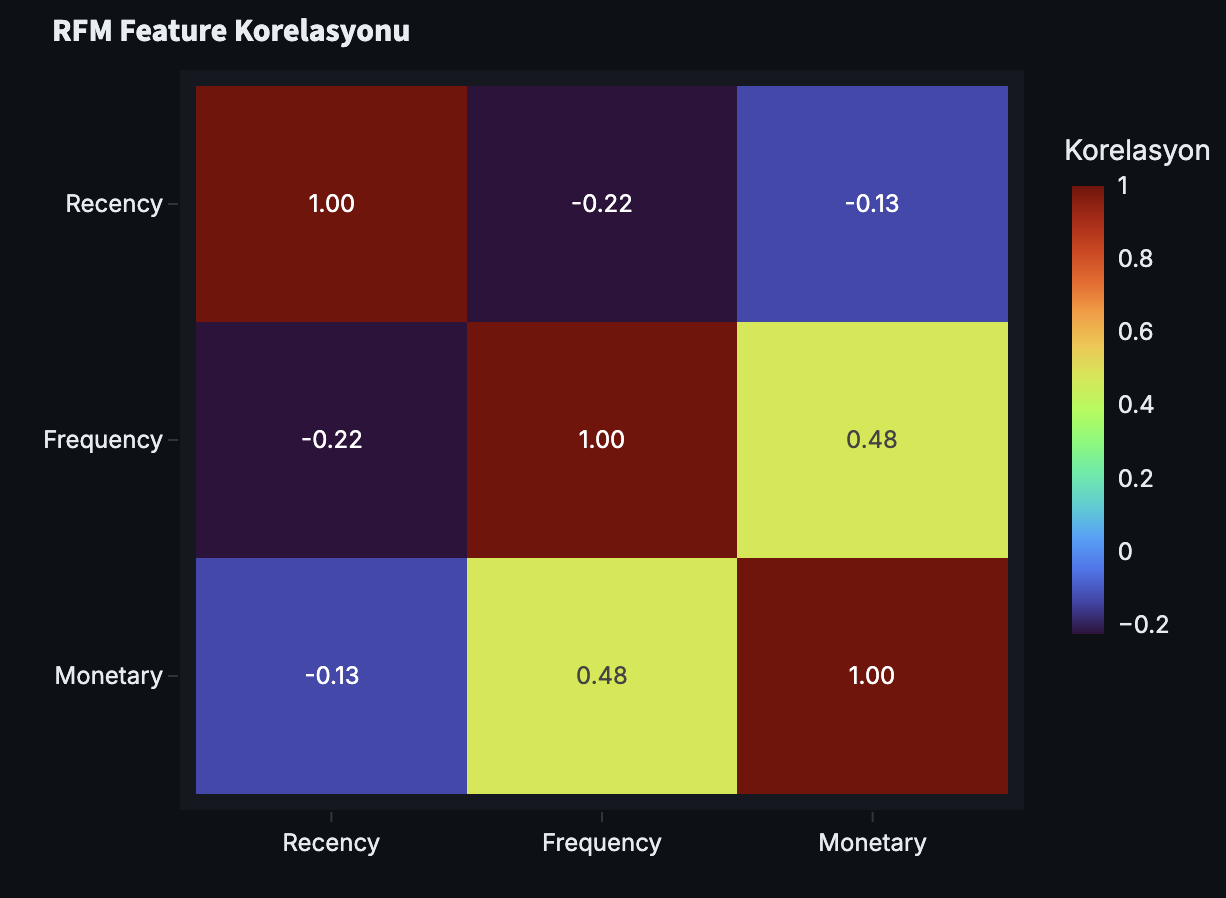 RFM Feature Korelasyonu
Korelasyon
1
0.8
0.6
0.4
0.2
0
−0.2
Recency
1.00
-0.22
-0.13
Frequency
-0.22
1.00
0.48
Monetary
-0.13
0.48
1.00
Recency
Frequency
Monetary